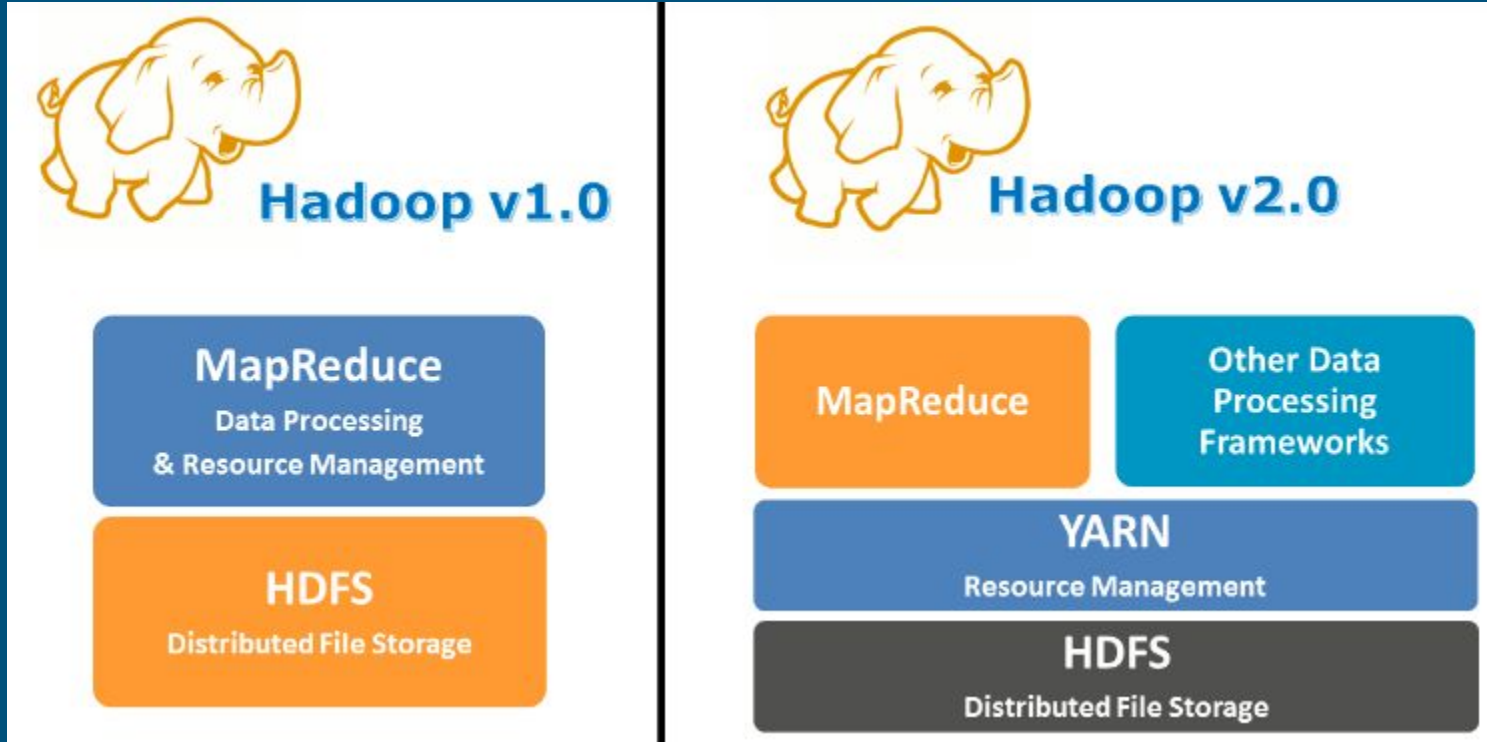 Hadoop v1.0
MapReduce
Data Processing
& Resource Management
HDFS
Distributed File Storage
Hadoop v2.0
MapReduce
Other Data
Processing
Frameworks
YARN
Resource Management
HDFS
Distributed File Storage